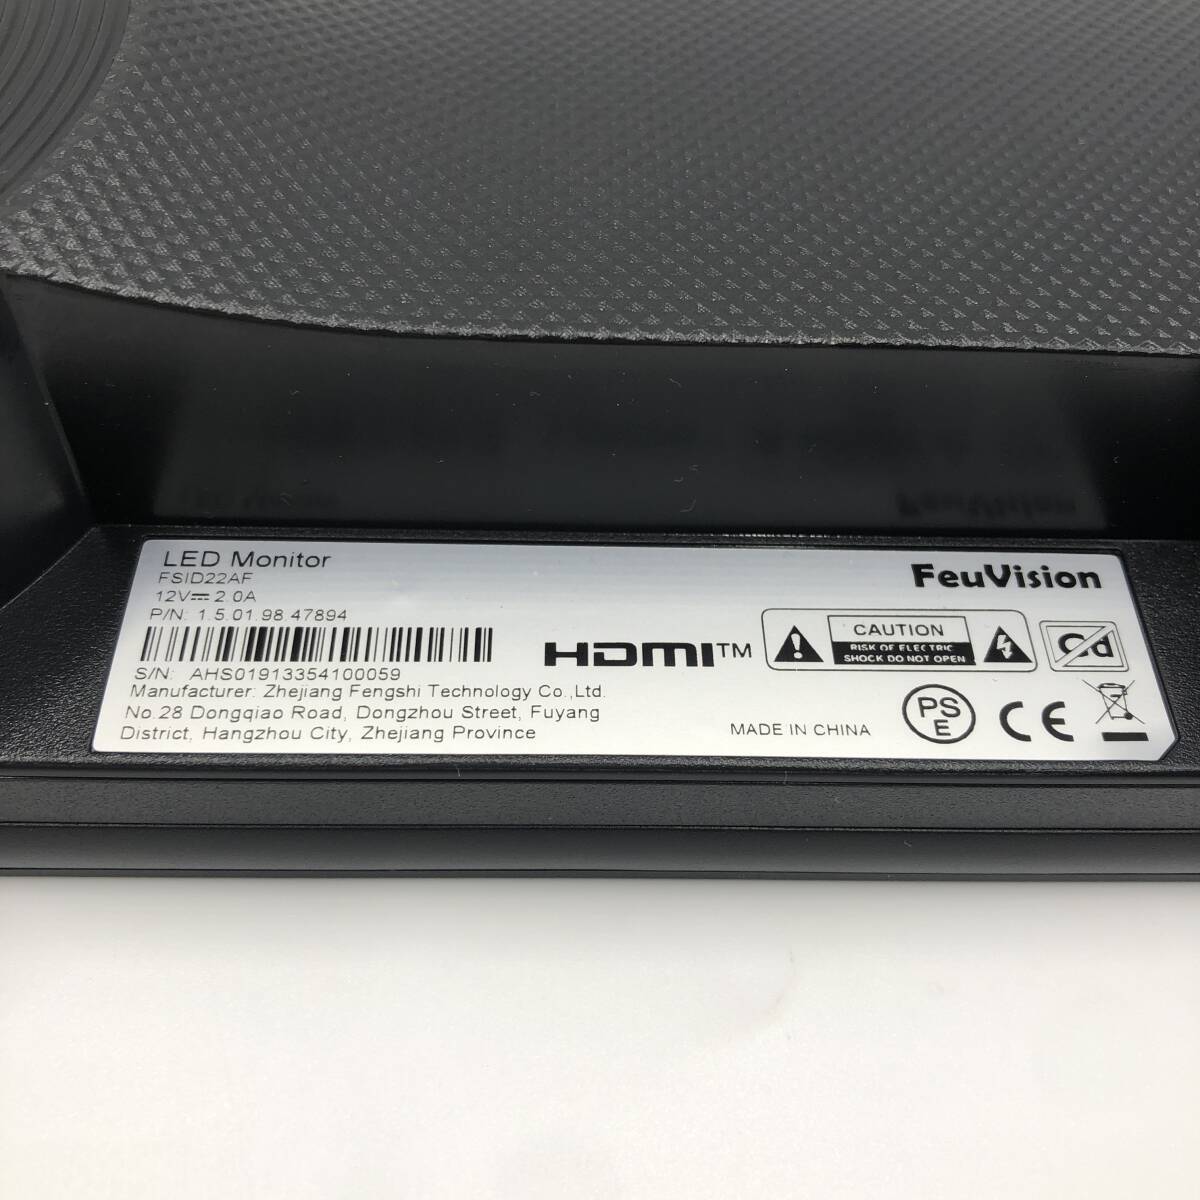 LED Monitor
FSID22AF
12V⎓2.0A
P/N: 1.5.01.98.47894
S/N: AHS01913354100059
Manufacturer: Zhejiang Fengshi Technology Co.,Ltd.
No.28 Dongqiao Road, Dongzhou Street, Fuyang
District, Hangzhou City, Zhejiang Province
HDMI™
MADE IN CHINA
FeuVision
CAUTION
RISK OF ELECTRIC
SHOCK DO NOT OPEN
Cd
PS
E
CE